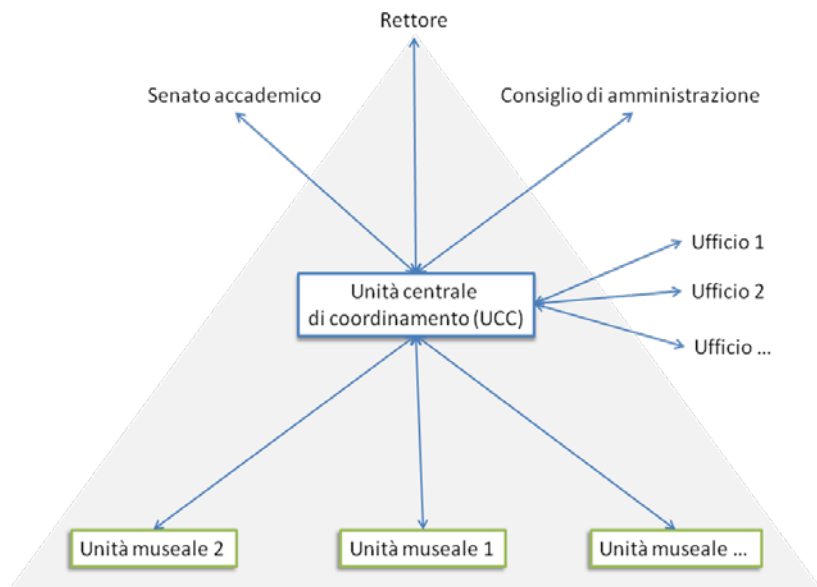 Rettore
Senato accademico
Consiglio di amministrazione
Ufficio 1
Unità centrale
di coordinamento (UCC)
Ufficio 2
Ufficio ...
Unità museale 2
Unità museale 1
Unità museale ...